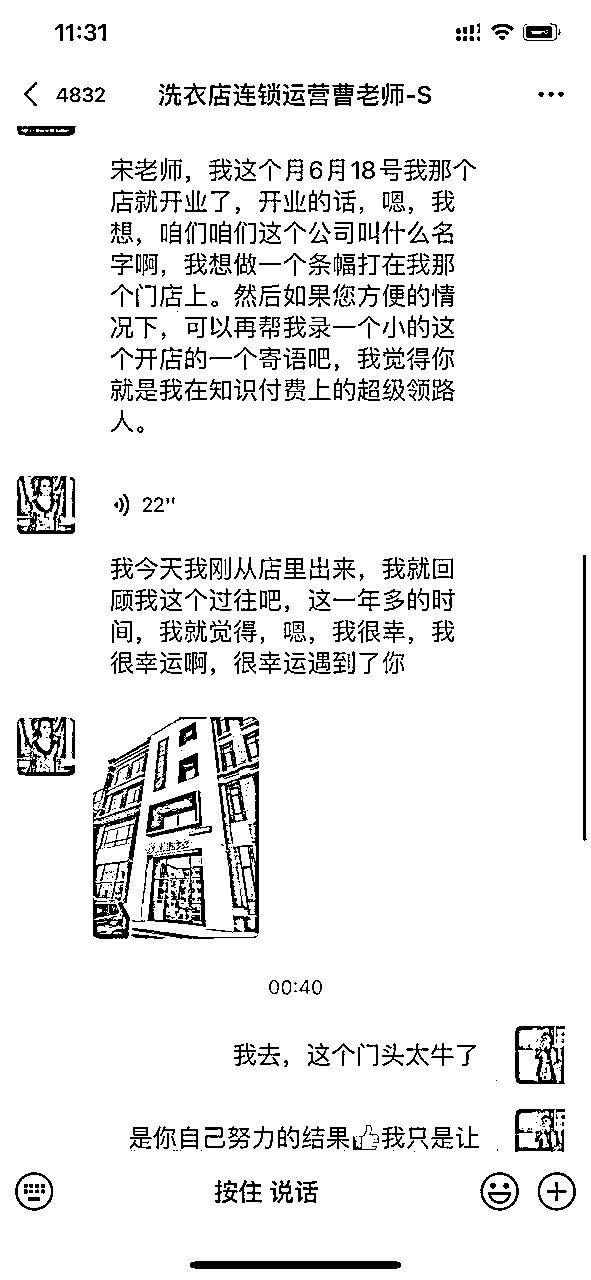 11:31
4832
洗衣店连锁运营曹老师-S
宋老师，我这个月6月18号我那个
店就开业了，开业的话，嗯，我
想，咱们咱们这个公司叫什么名
字啊，我想做一个条幅打在我那
个门店上。然后如果您方便的情
况下，可以再帮我录一个小的这
个开店的一个寄语吧，我觉得你
就是我在知识付费上的超级领路
人。
22"
我今天我刚从店里出来，我就回
顾我这个过往吧，这一年多的时
间，我就觉得，嗯，我很幸，我
很幸运啊，很幸运遇到了你
00:40
我去，这个门头太牛了
是你自己努力的结果👍我只是让
按住 说话